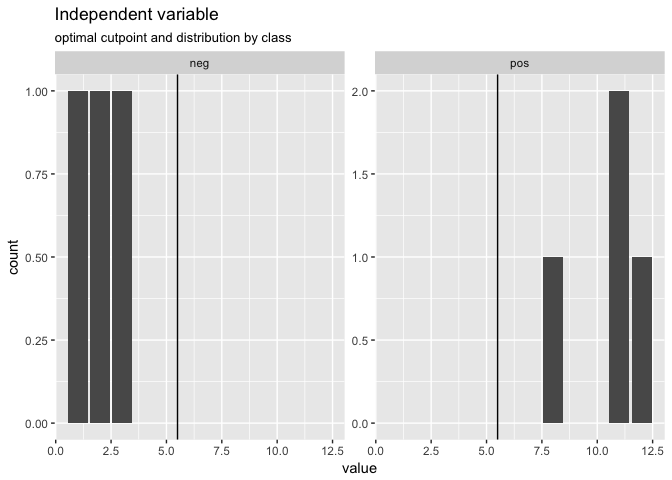 Independent variable
optimal cutpoint and distribution by class
neg
pos
count
1.00
0.75
0.50
0.25
0.00
2.0
1.5
1.0
0.5
0.0
0.0 2.5 5.0 7.5 10.0 12.5
0.0 2.5 5.0 7.5 10.0 12.5
value